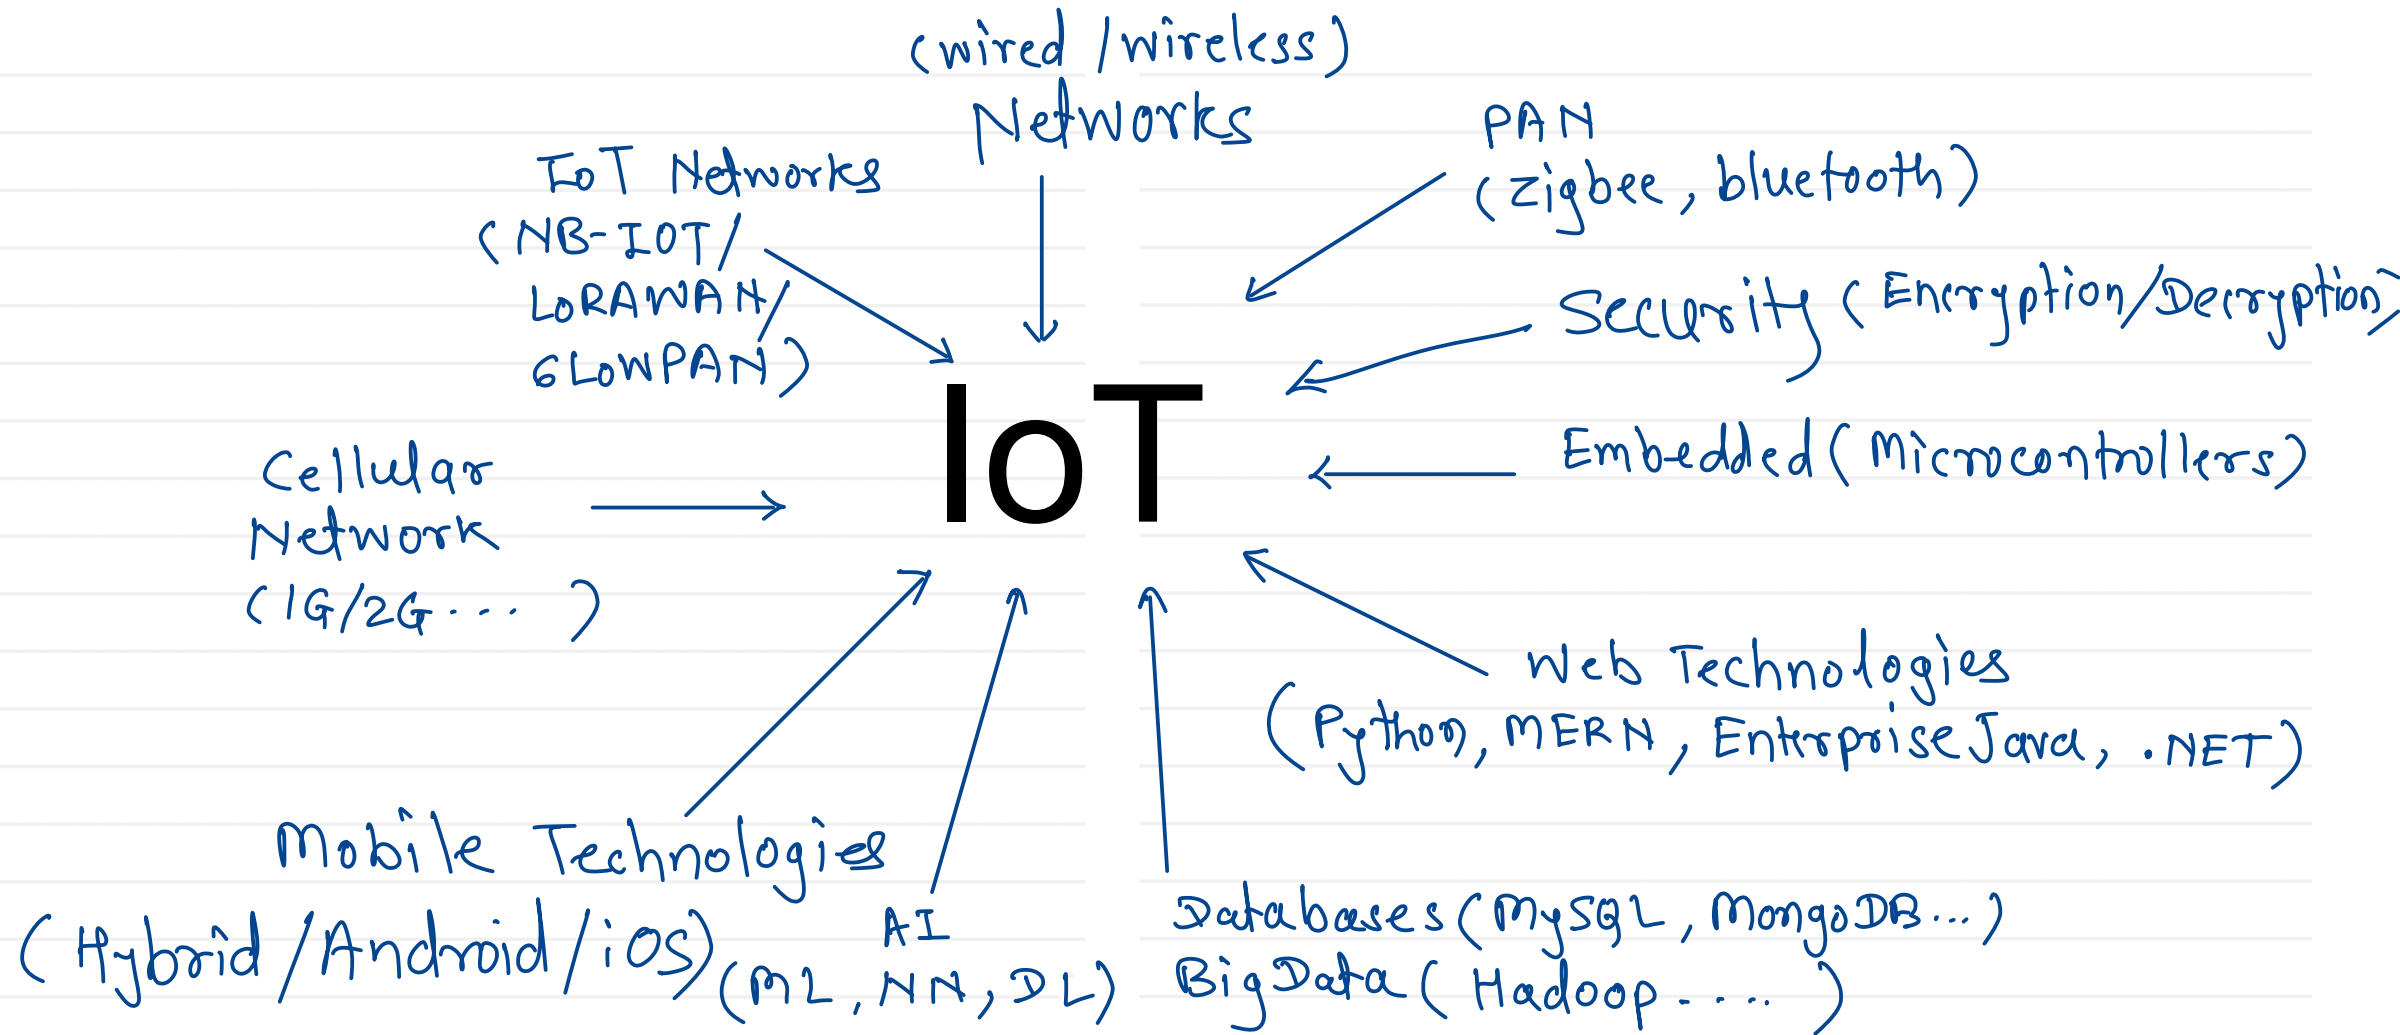 (wired /wireless)
Networks
IoT Networks
(NB-IOT/
LORAWAN/
6LOWPAN)
PAN
(zigbee, bluetooth)
Security (Encryption/Decryption)
IoT
Embedded (Microcontrollers)
Cellular
Network
(1G/2G.... )
Web Technologies
(Python, MERN, Enterprise Java, .NET)
Mobile Technologies
(Hybrid/Android/ios)
AI
(ML, NN, DL)
Databases (MySQL, MongoDB...)
BigData (Hadoop .... )